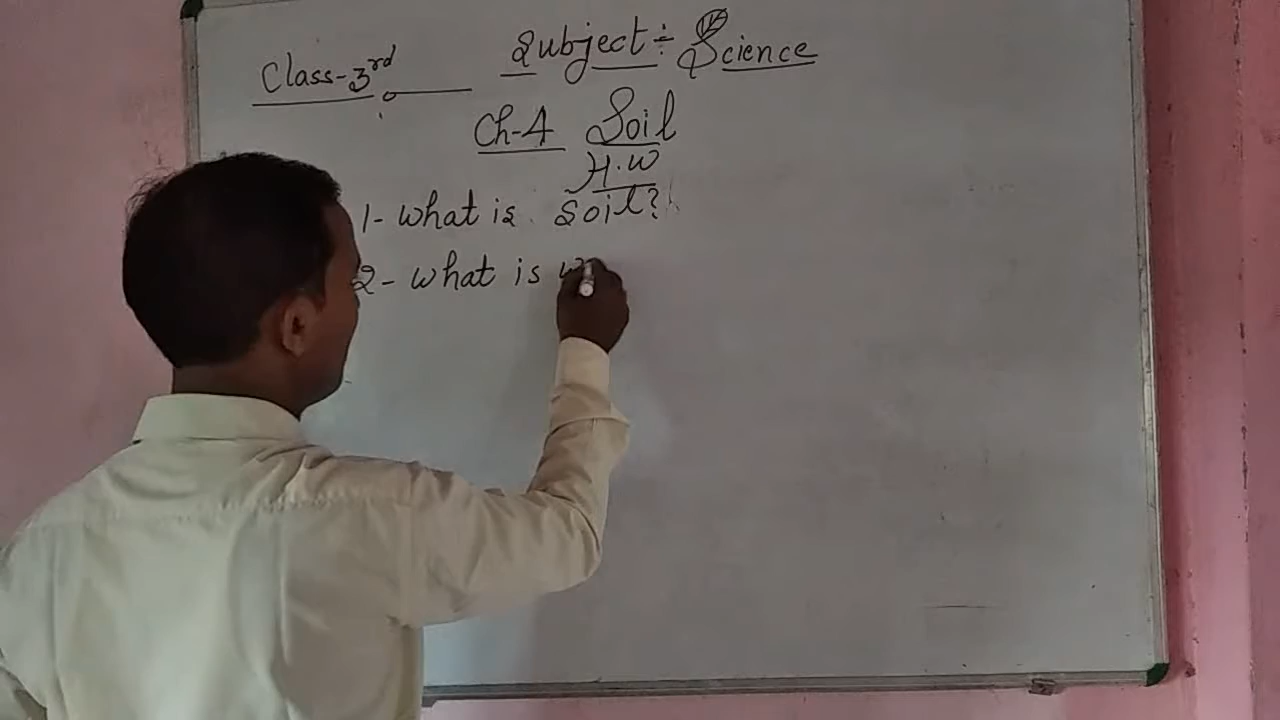 Class-3rd
Subject ÷ Science
Ch-4 Soil
H.W
1- What is soil?
2- What is